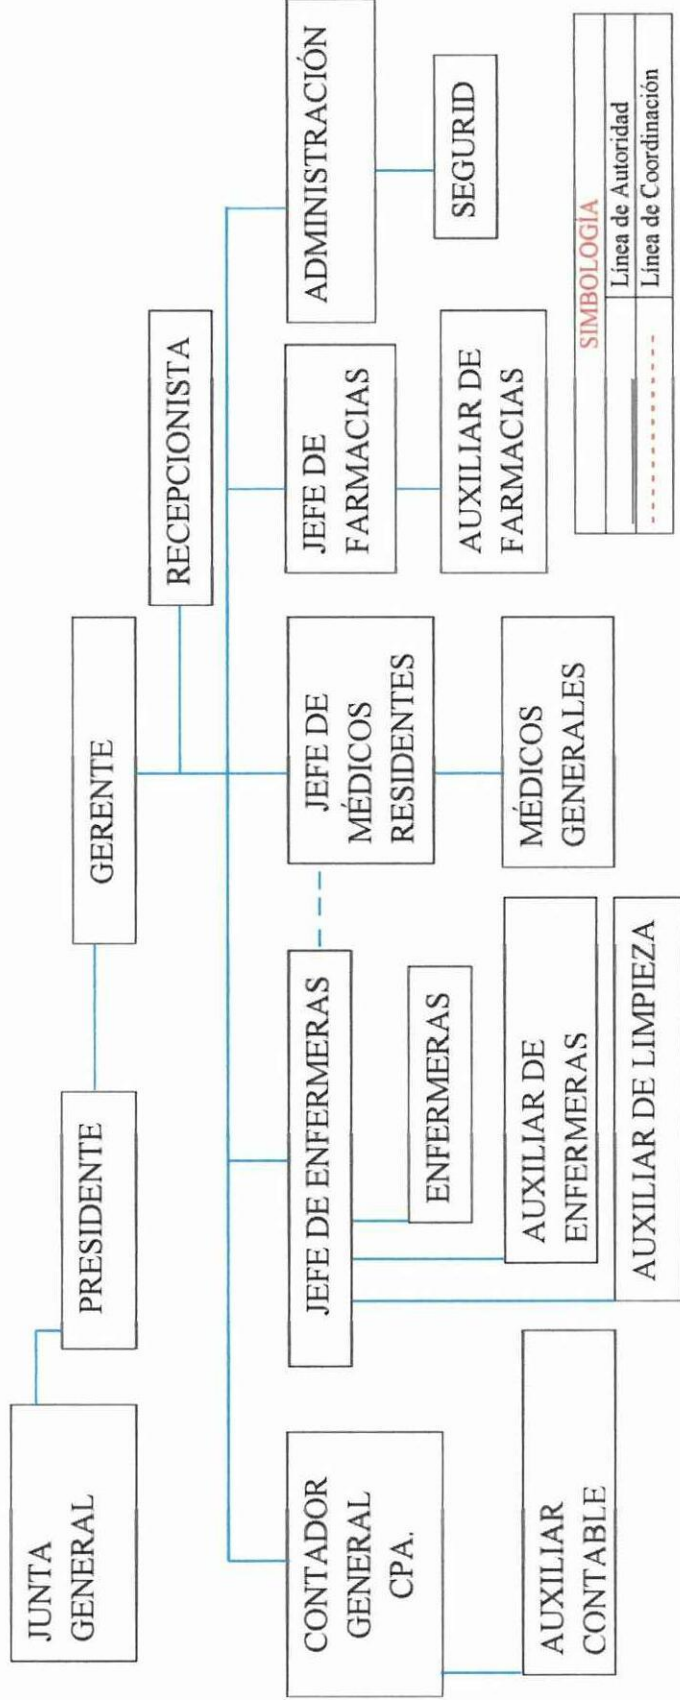 JUNTA
GENERAL
PRESIDENTE
GERENTE
RECEPCIONISTA
CONTADOR
GENERAL
CPA.
JEFE DE ENFERMERAS
JEFE DE
MÉDICOS
RESIDENTES
JEFE DE
FARMACIAS
ADMINISTRACIÓN
AUXILIAR
CONTABLE
ENFERMERAS
AUXILIAR DE
ENFERMERAS
AUXILIAR DE LIMPIEZA
MÉDICOS
GENERALES
AUXILIAR DE
FARMACIAS
SEGURID
SIMBOLOGÍA
Línea de Autoridad
Línea de Coordinación